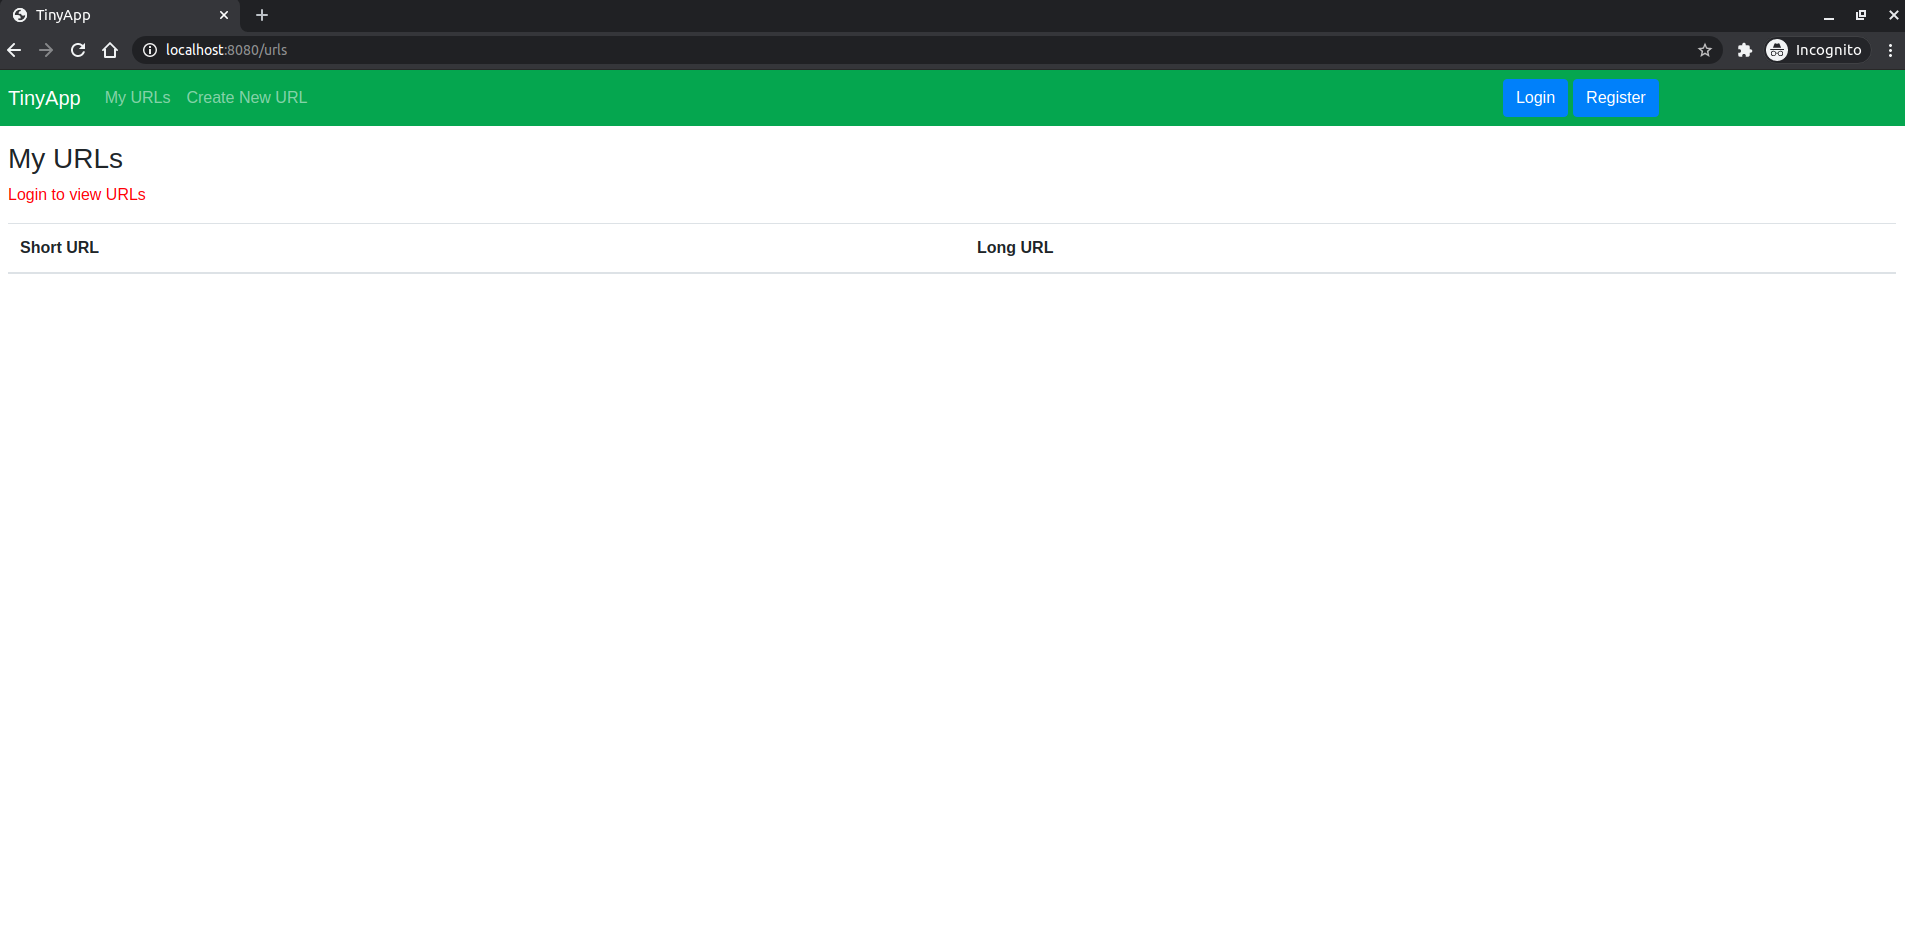 TinyApp
localhost:8080/urls
Incognito
TinyApp My URLs Create New URL Login Register
My URLs
Login to view URLs
Short URL Long URL